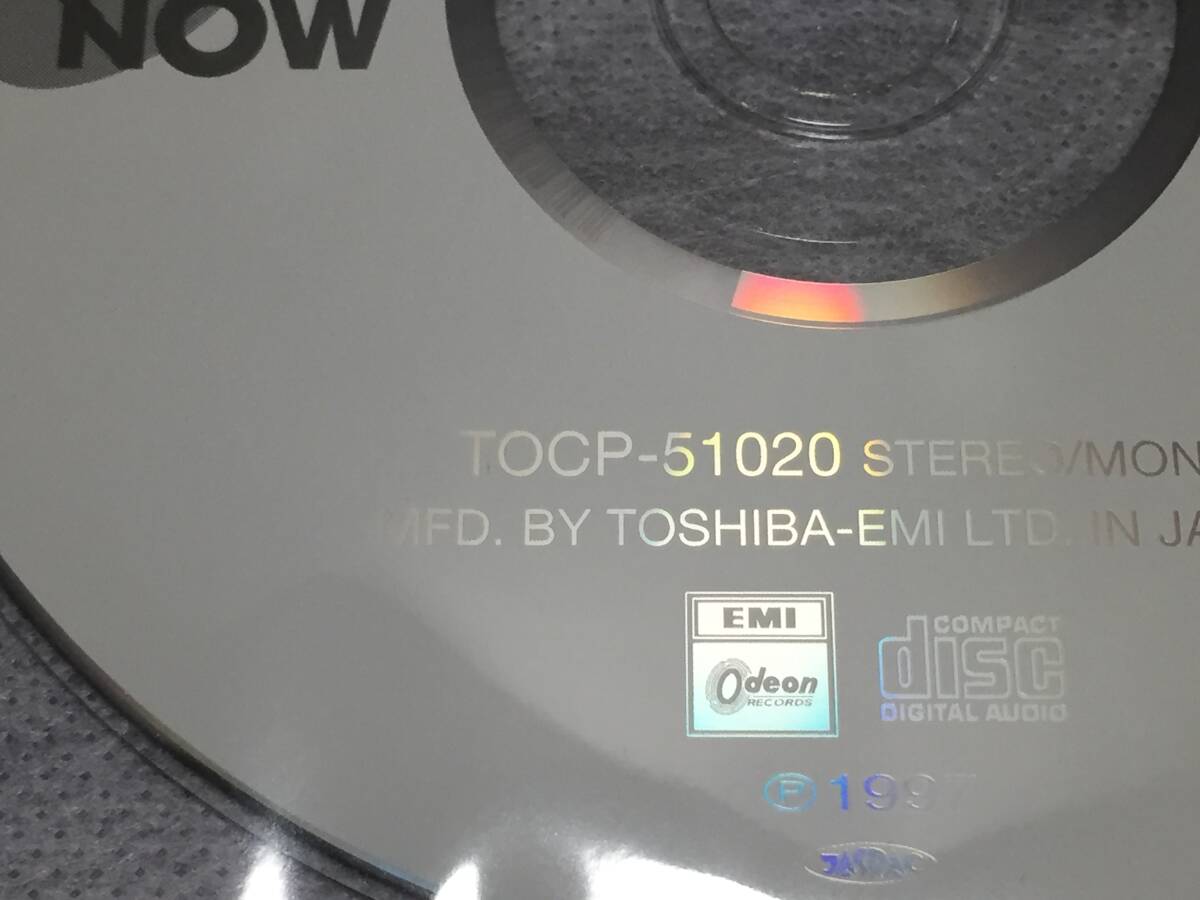 NOW
TOCP-51020 STEREO/MON
MFD. BY TOSHIBA-EMI LTD. IN JA
EMI
Odeon
RECORDS
COMPACT
disc
DIGITAL AUDIO
℗ 1997
JASRAC